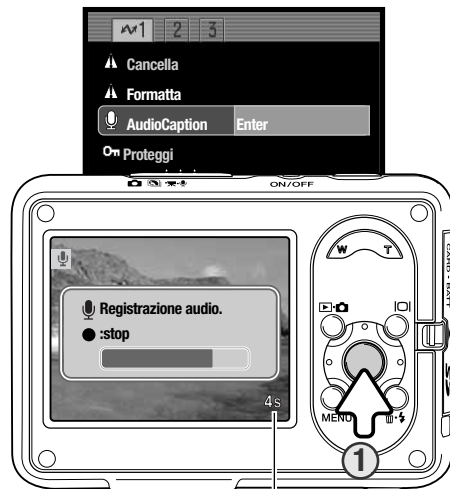 1 2 3
Cancella
Formatta
AudioCaption Enter
Proteggi
ON/OFF
W T
CARD • BATT
Registrazione audio.
:stop
4s
MENU
1